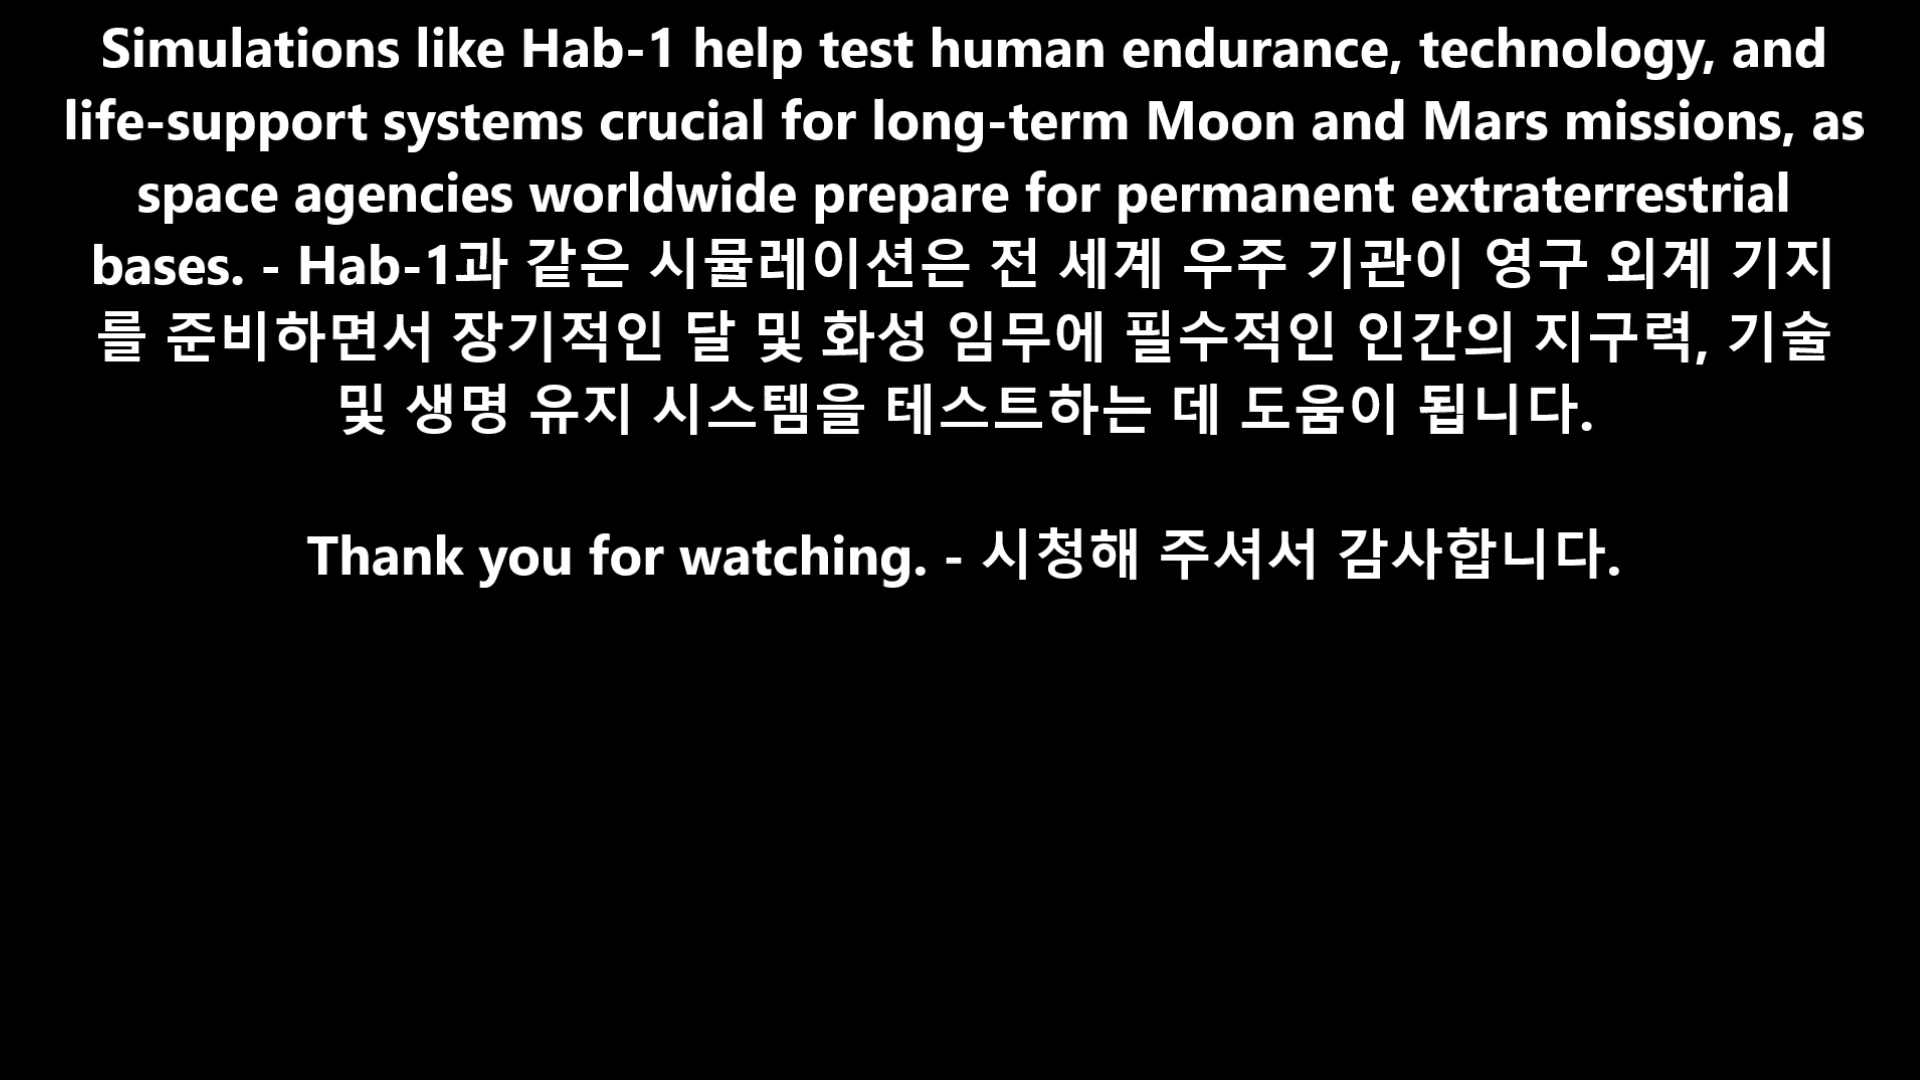 Simulations like Hab-1 help test human endurance, technology, and
life-support systems crucial for long-term Moon and Mars missions, as
space agencies worldwide prepare for permanent extraterrestrial
bases. - Hab-1과 같은 시뮬레이션은 전 세계 우주 기관이 영구 외계 기지
를 준비하면서 장기적인 달 및 화성 임무에 필수적인 인간의 지구력, 기술
및 생명 유지 시스템을 테스트하는 데 도움이 됩니다.
Thank you for watching. - 시청해 주셔서 감사합니다.